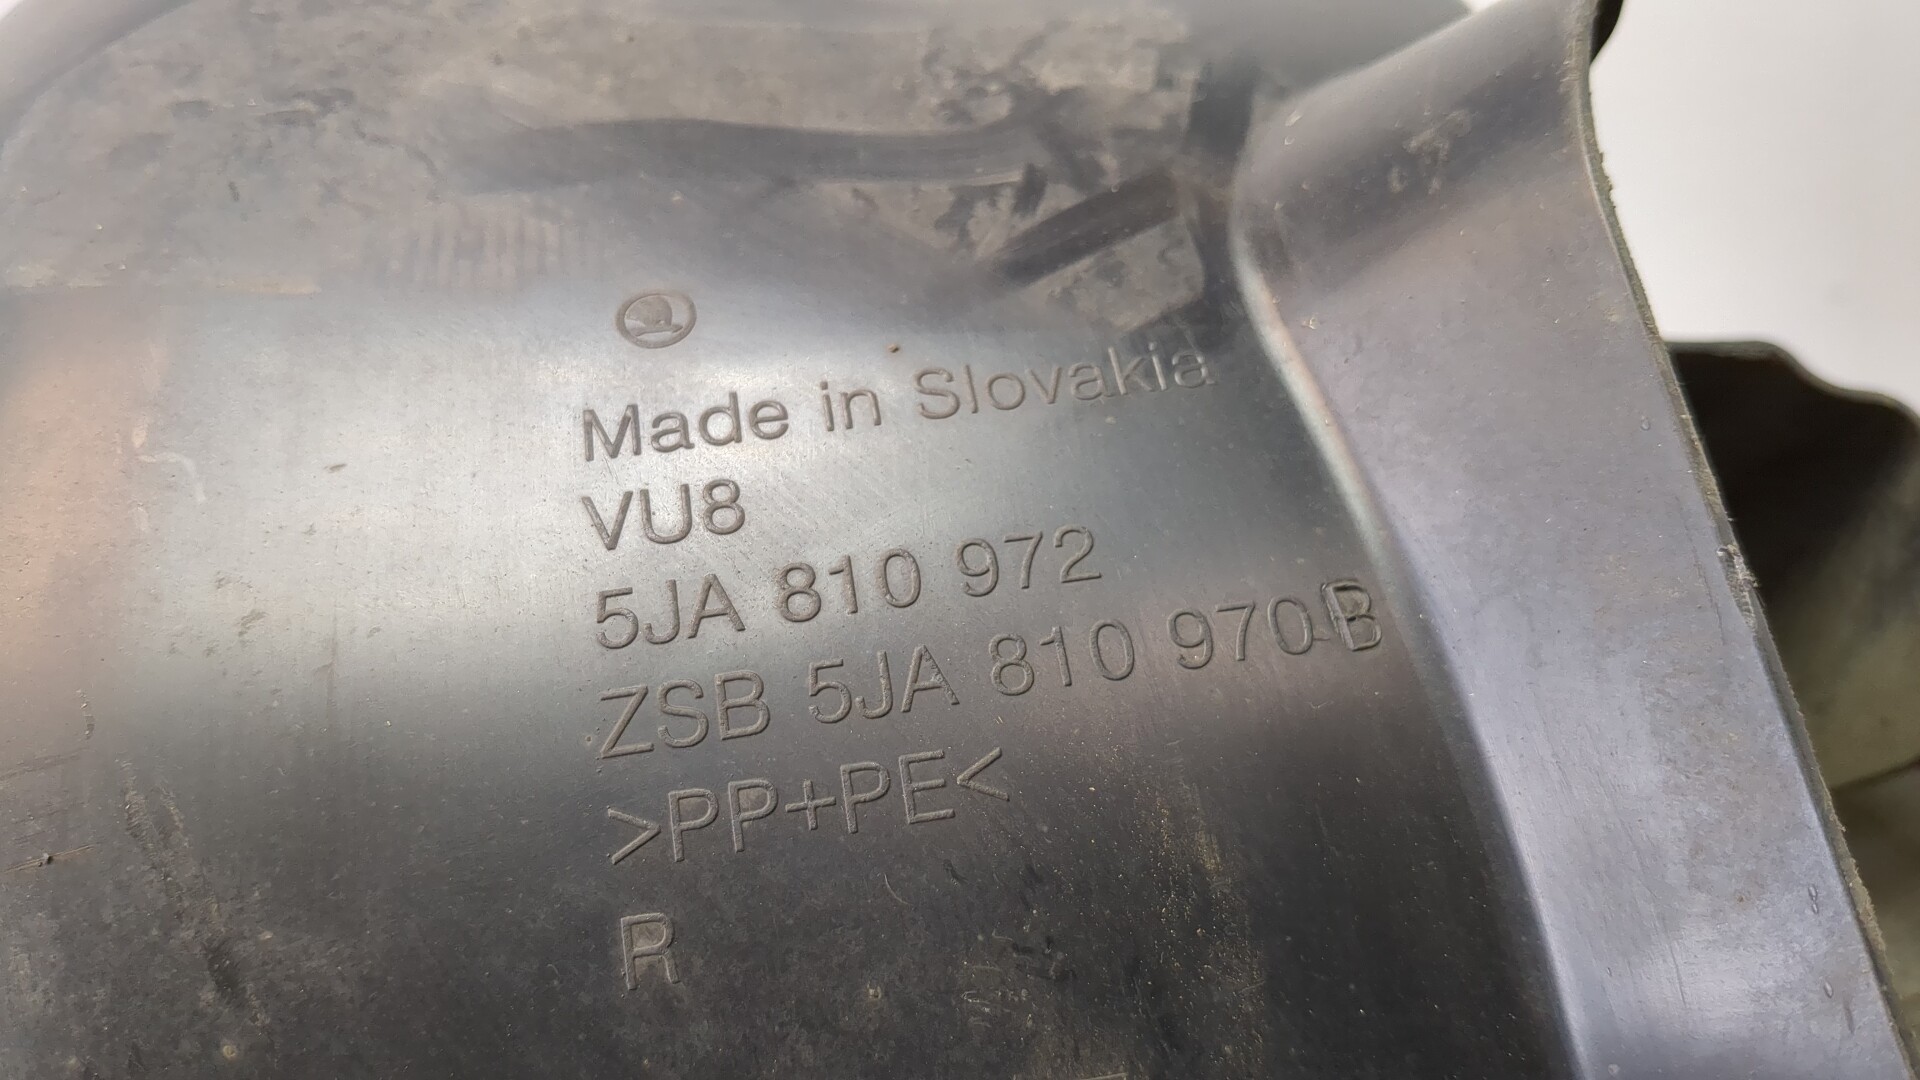 Made in Slovakia
VU8
5JA 810 972
ZSB 5JA 810 970 B
>PP+PE<
R